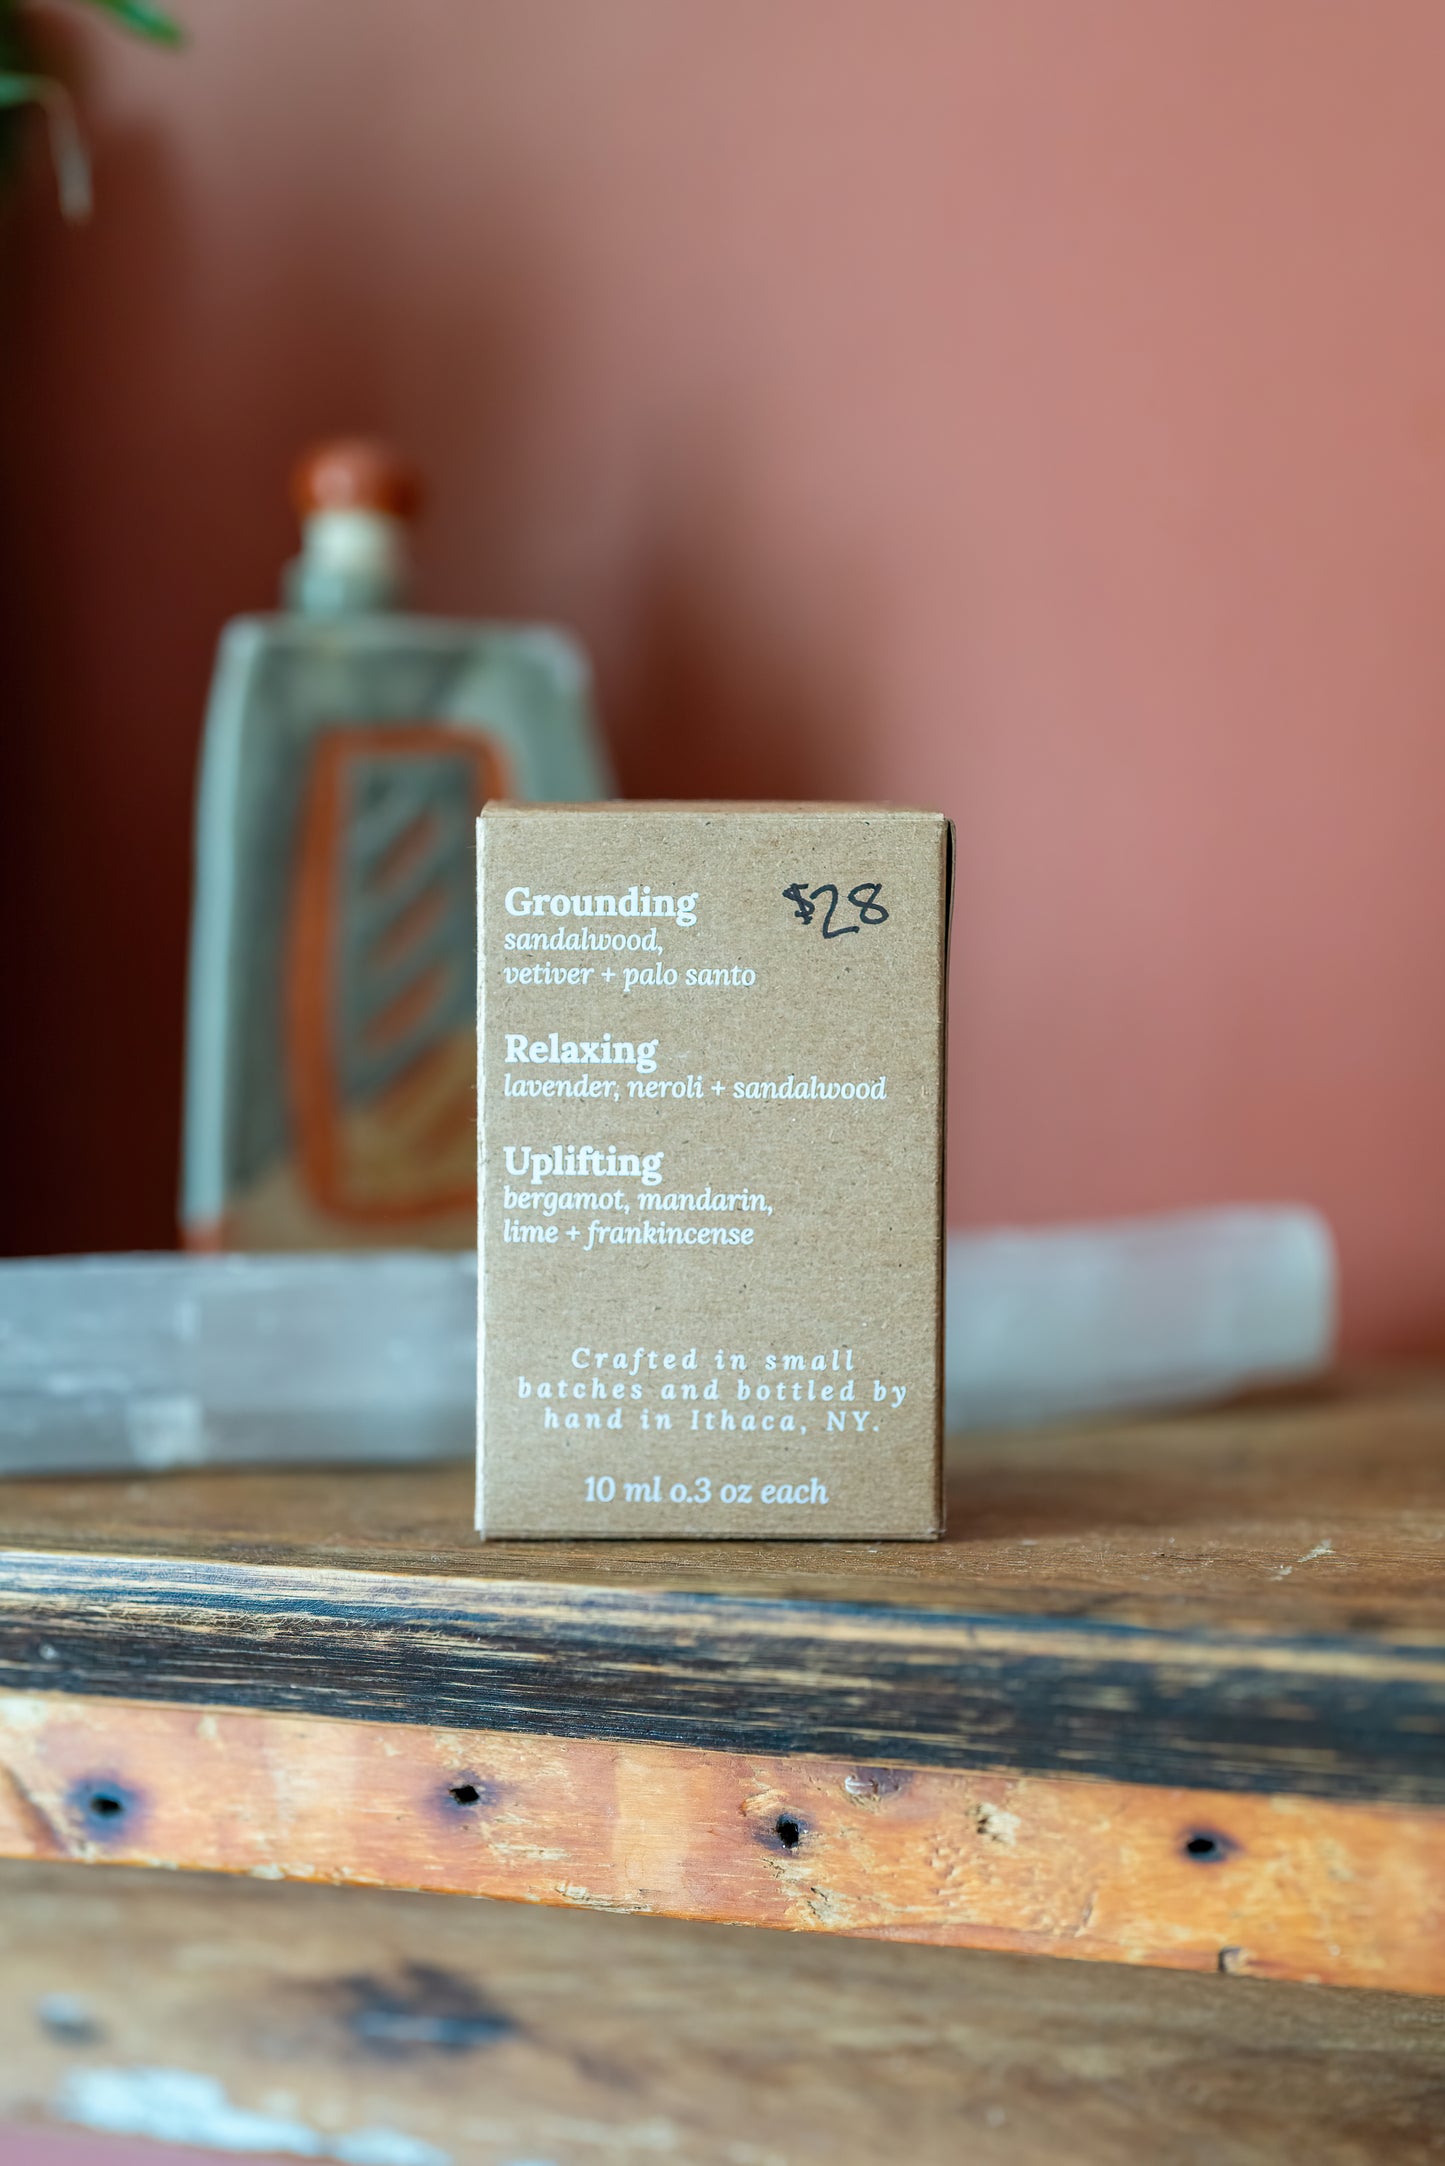 Grounding
$28
sandalwood,
vetiver + palo santo
Relaxing
lavender, neroli + sandalwood
Uplifting
bergamot, mandarin,
lime + frankincense
Crafted in small
batches and bottled by
hand in Ithaca, NY.
10 ml 0.3 oz each